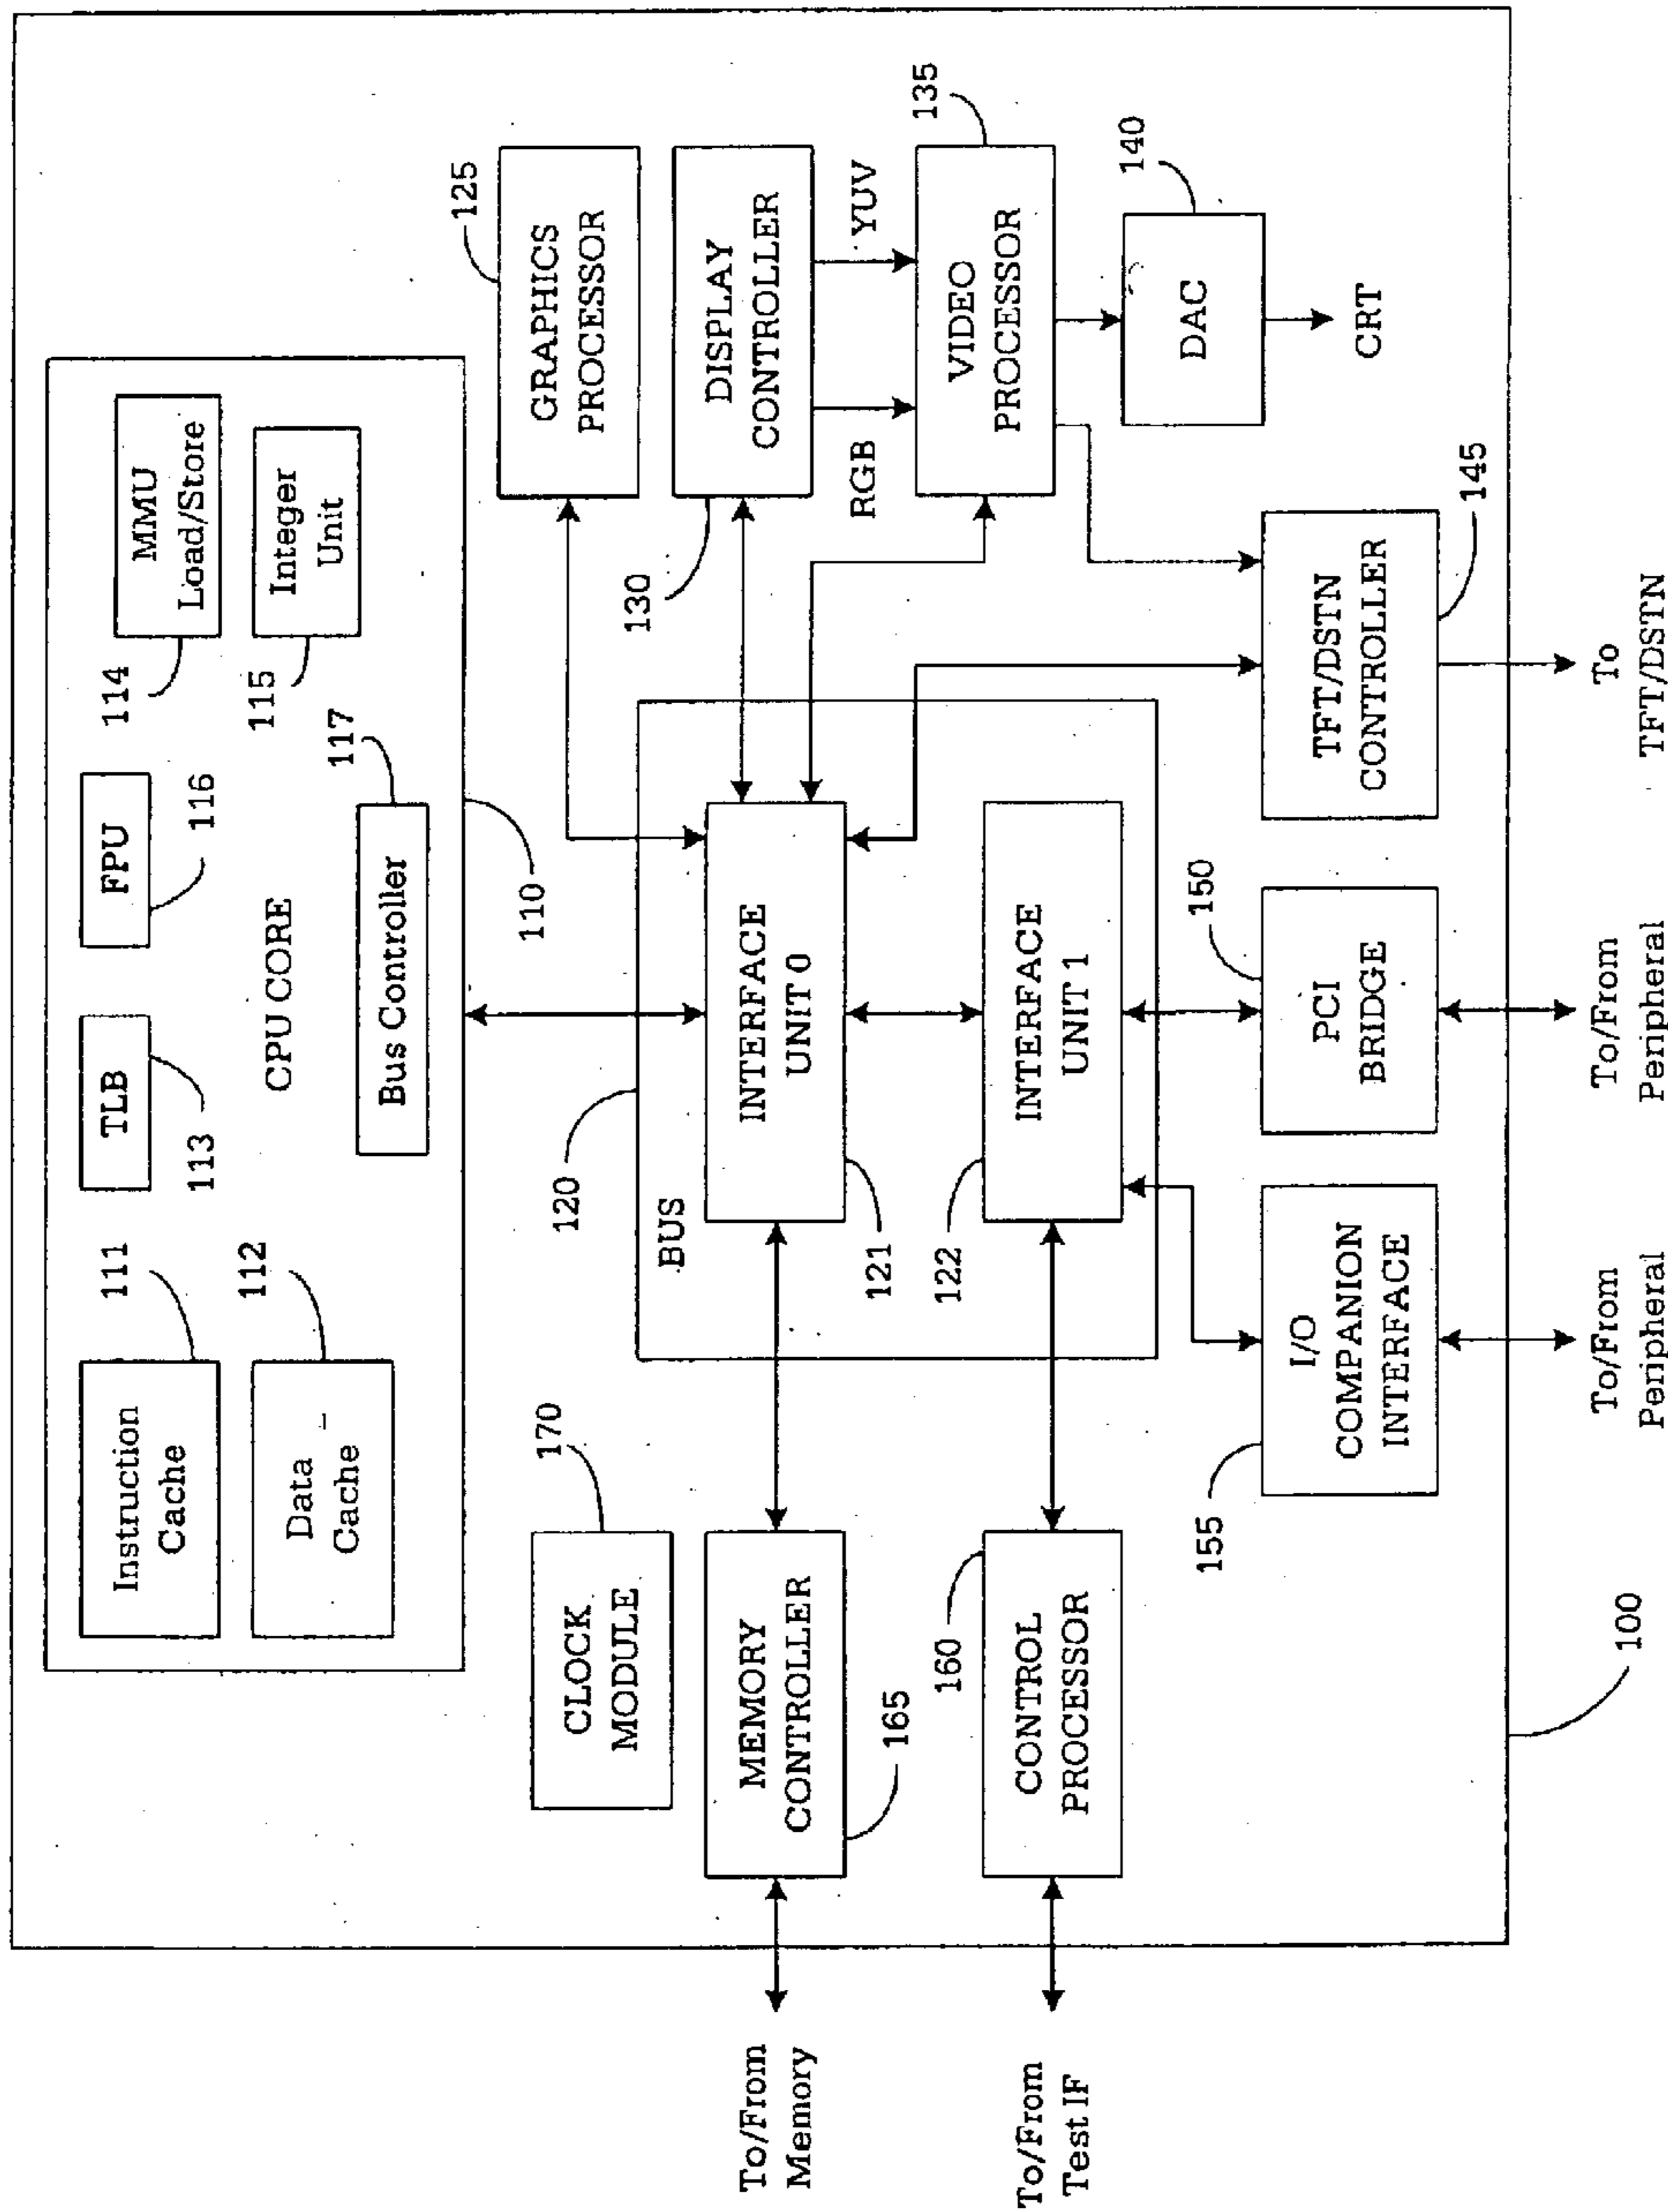 Instruction
Cache
111
TLB
113
FPU
116
MMU
Load/Store
114
Data
Cache
112
CPU CORE
Integer
Unit
115
Bus Controller
117
110
CLOCK
MODULE
170
120
BUS
GRAPHICS
PROCESSOR
125
MEMORY
CONTROLLER
165
INTERFACE
UNIT 0
121
DISPLAY
CONTROLLER
130
RGB
YUV
CONTROL
PROCESSOR
160
INTERFACE
UNIT 1
122
VIDEO
PROCESSOR
135
I/O
COMPANION
INTERFACE
155
PCI
BRIDGE
150
TFT/DSTN
CONTROLLER
145
DAC
140
CRT
To/From
Memory
To/From
Test IF
100
To/From
Peripheral
To/From
Peripheral
To
TFT/DSTN